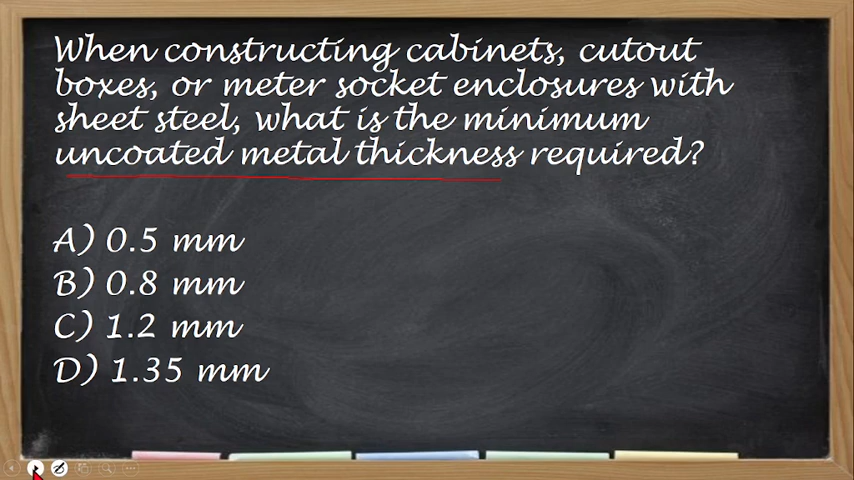 When constructing cabinets, cutout
boxes, or meter socket enclosures with
sheet steel, what is the minimum
uncoated metal thickness required?
A) 0.5 mm
B) 0.8 mm
C) 1.2 mm
D) 1.35 mm